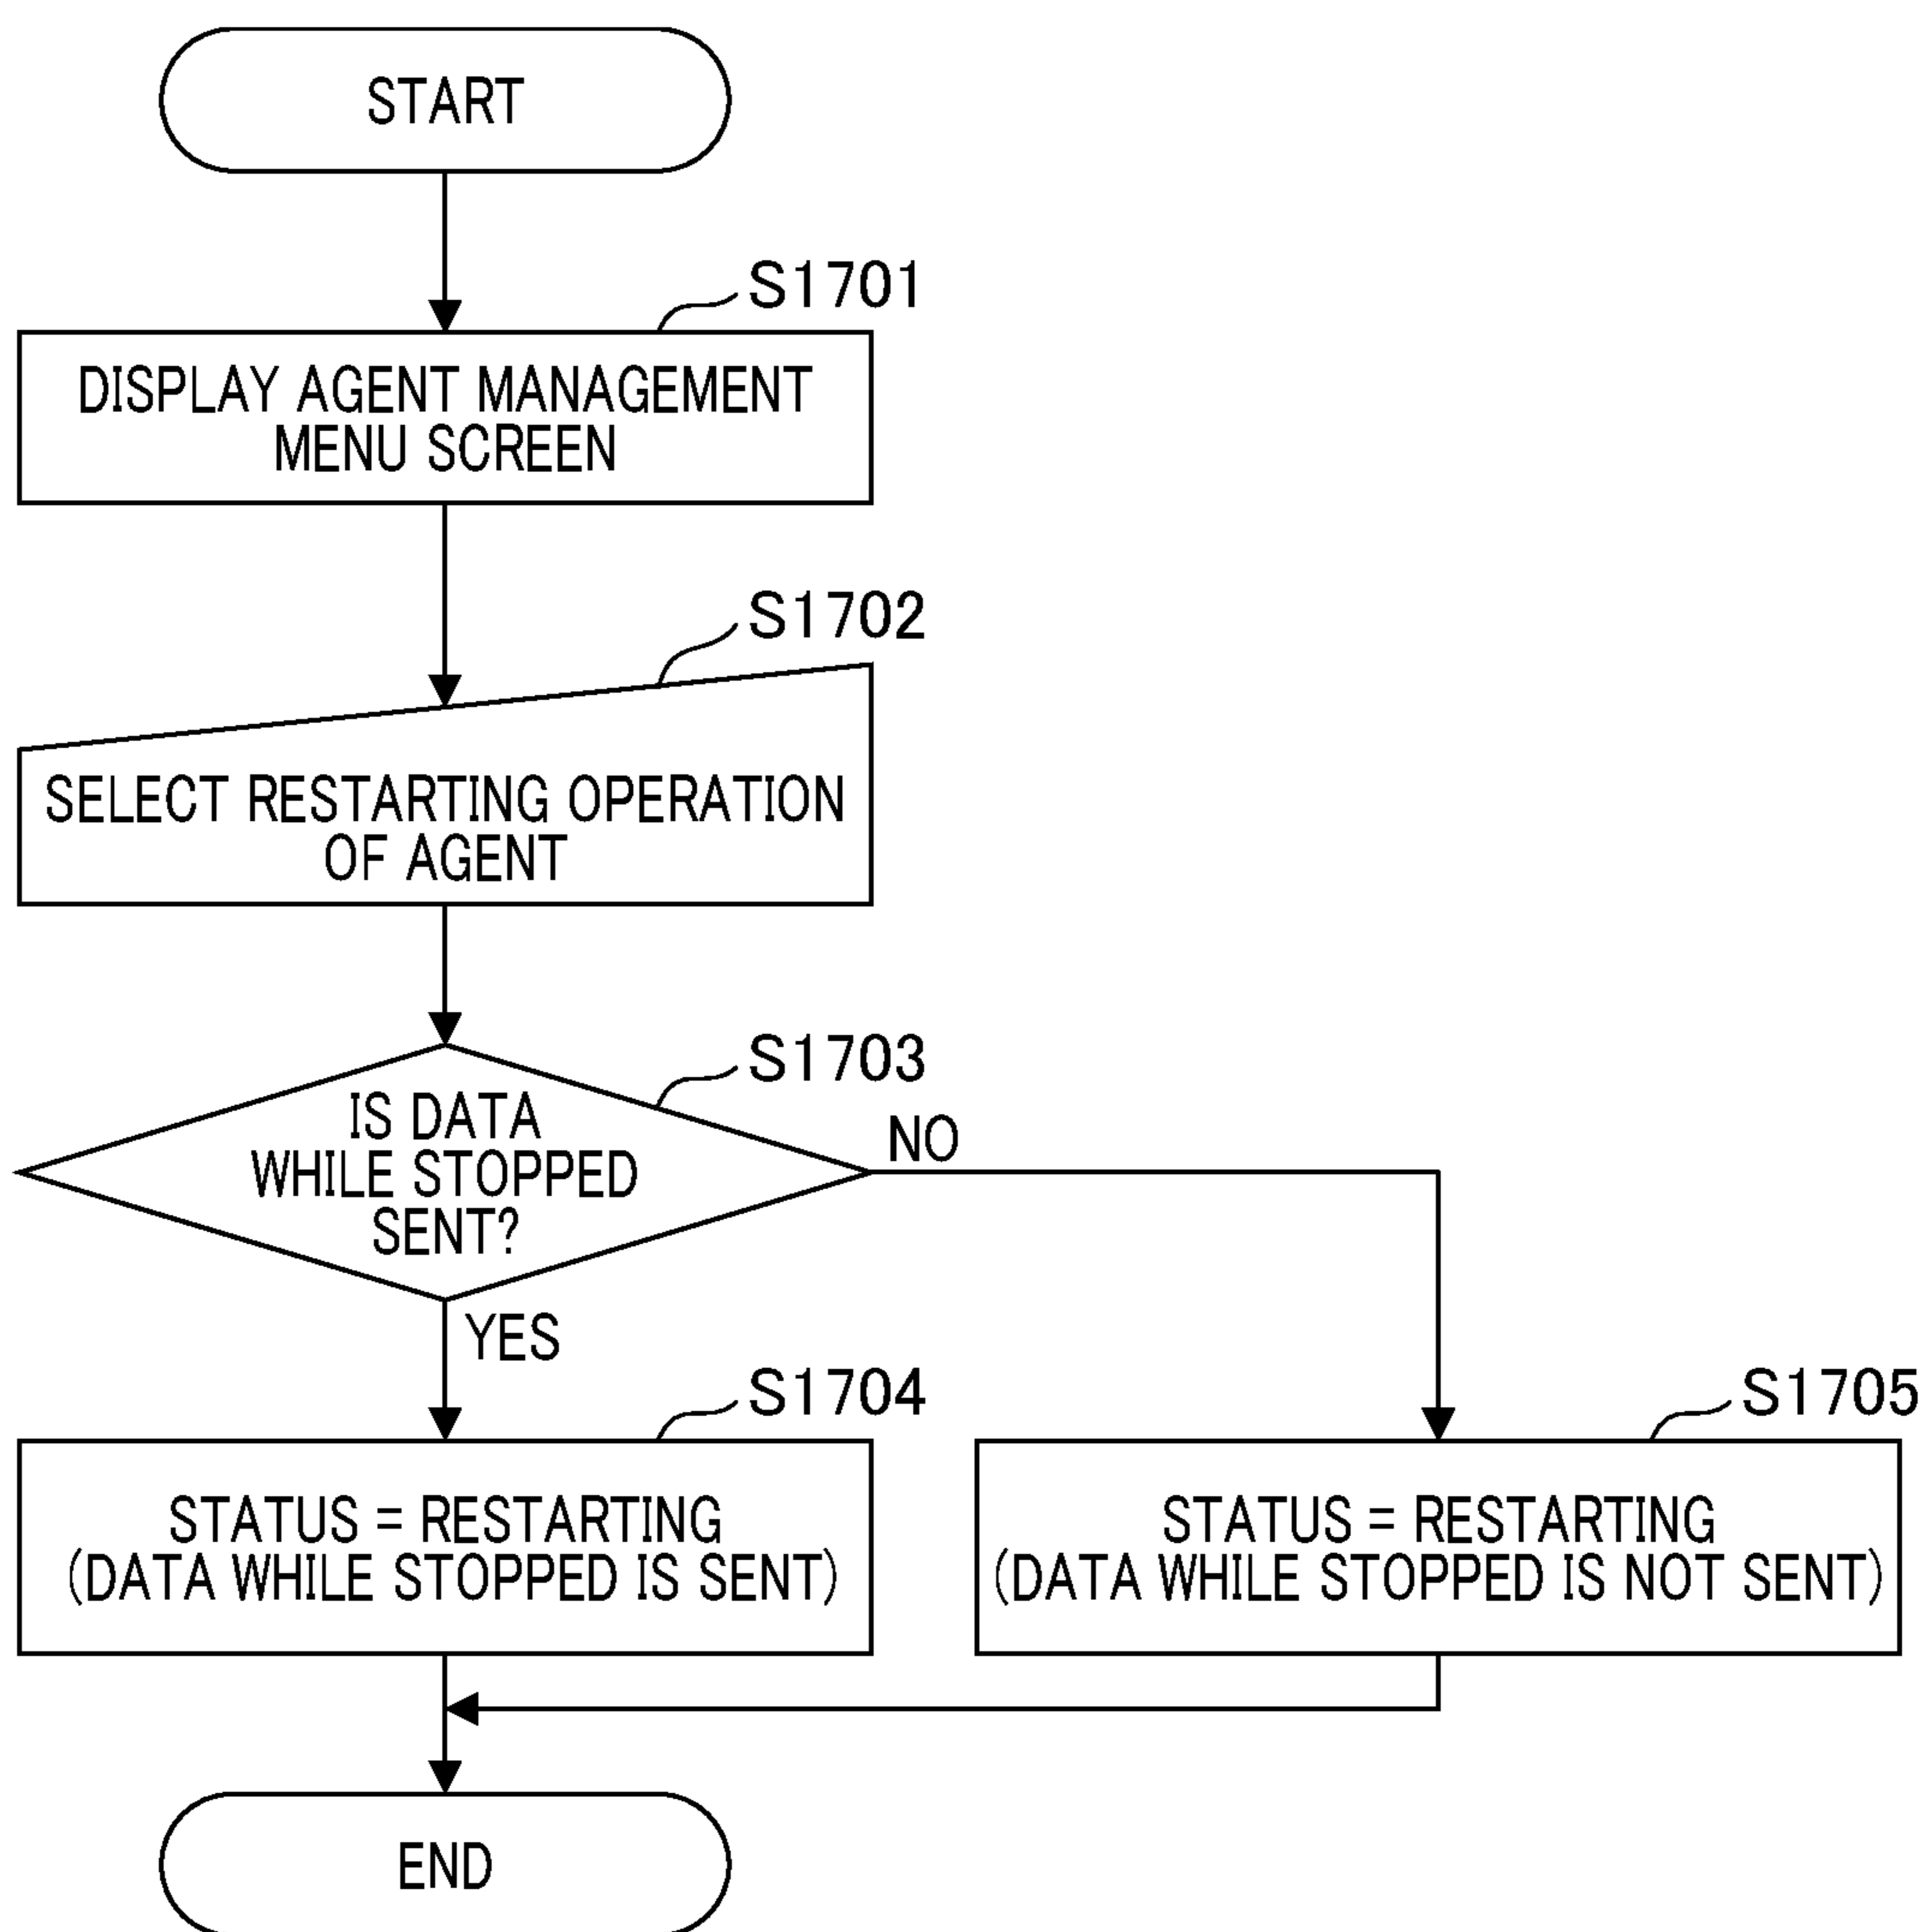 START
S1701
DISPLAY AGENT MANAGEMENT
MENU SCREEN
S1702
SELECT RESTARTING OPERATION
OF AGENT
S1703
IS DATA
WHILE STOPPED
SENT?
NO
YES
S1704
STATUS = RESTARTING
(DATA WHILE STOPPED IS SENT)
S1705
STATUS = RESTARTING
(DATA WHILE STOPPED IS NOT SENT)
END